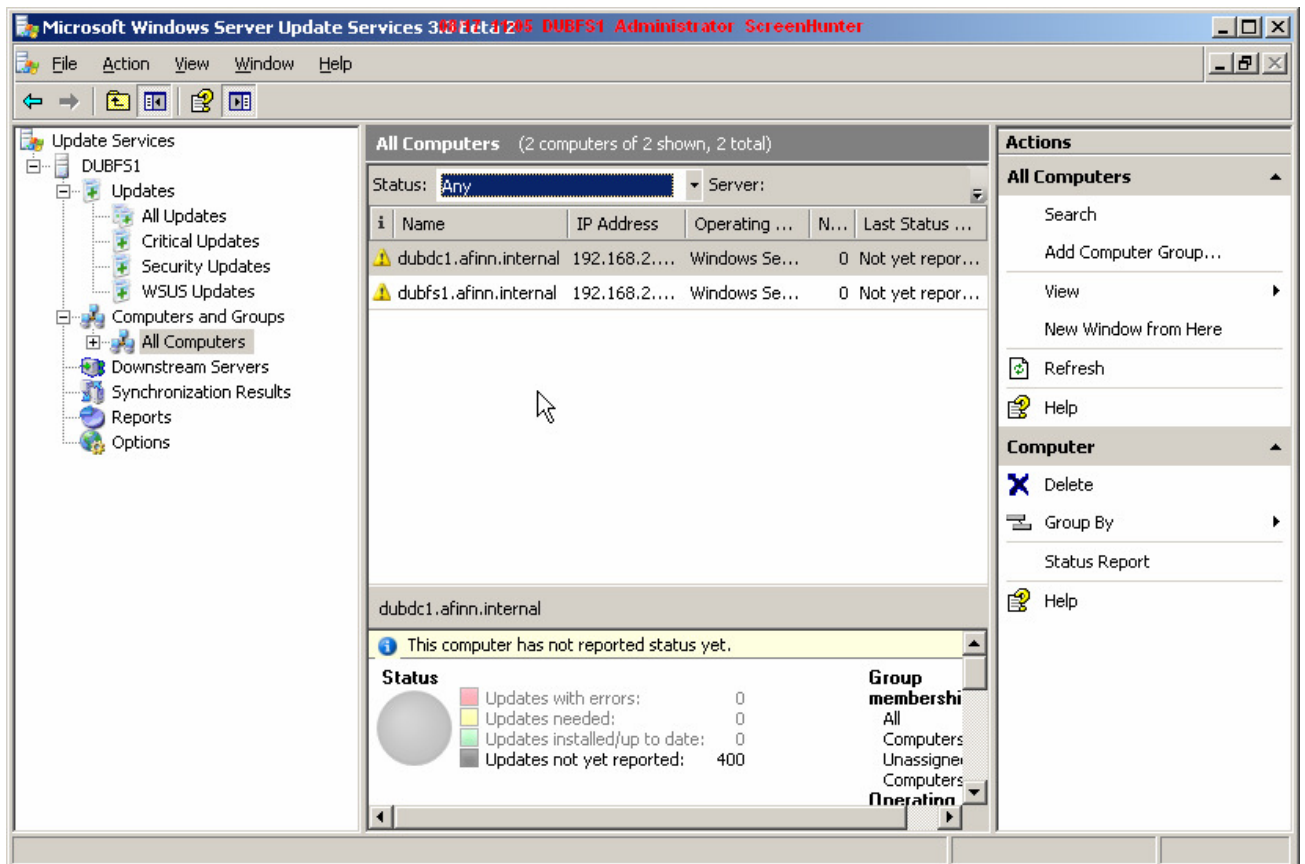 Microsoft Windows Server Update Services 3.0 Beta 2
DUBFS1 Administrator ScreenHunter
File Action View Window Help
Update Services
DUBFS1
Updates
All Updates
Critical Updates
Security Updates
WSUS Updates
Computers and Groups
All Computers
Downstream Servers
Synchronization Results
Reports
Options
All Computers (2 computers of 2 shown, 2 total)
Status: Any Server:
i Name IP Address Operating ... N... Last Status ...
dubdc1.afinn.internal 192.168.2.... Windows Se... 0 Not yet repor...
dubfs1.afinn.internal 192.168.2.... Windows Se... 0 Not yet repor...
dubdc1.afinn.internal
This computer has not reported status yet.
Status
Updates with errors: 0
Updates needed: 0
Updates installed/up to date: 0
Updates not yet reported: 400
Group
membershi
All
Computers
Unassigne
Computers
Operating
Actions
All Computers
Search
Add Computer Group...
View
New Window from Here
Refresh
Help
Computer
Delete
Group By
Status Report
Help